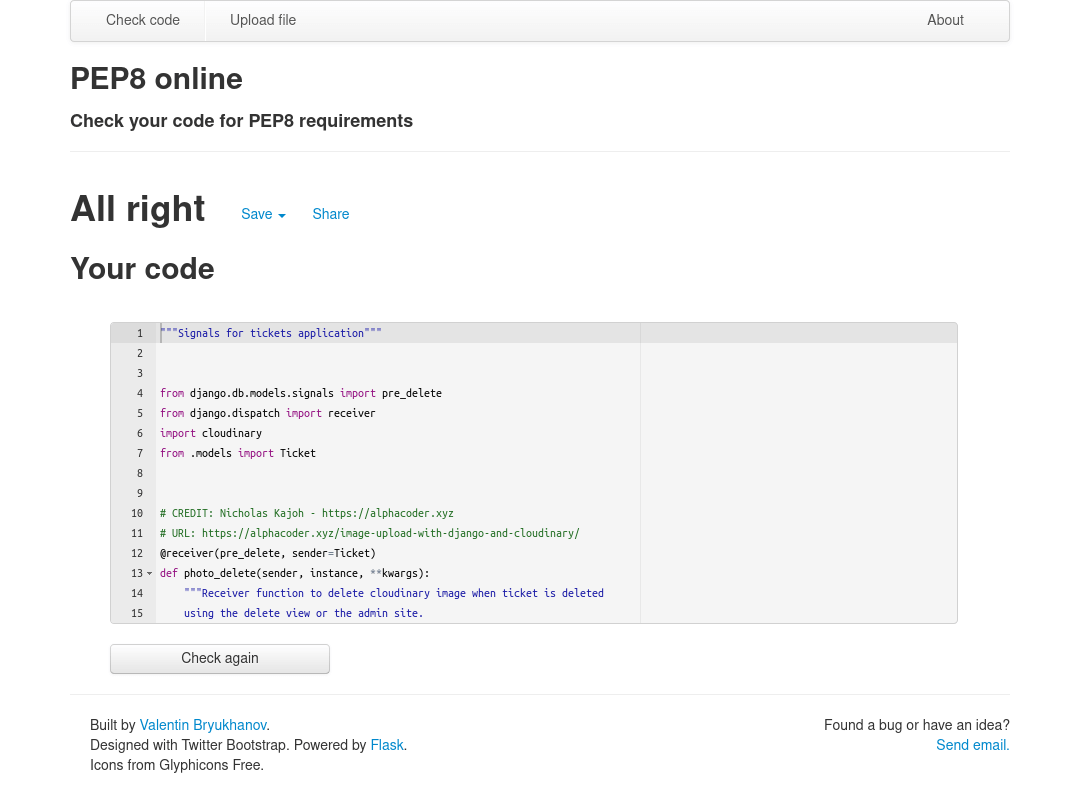 Check code Upload file About
PEP8 online
Check your code for PEP8 requirements
All right Save Share
Your code
1 """Signals for tickets application"""
2
3
4 from django.db.models.signals import pre_delete
5 from django.dispatch import receiver
6 import cloudinary
7 from .models import Ticket
8
9
10 # CREDIT: Nicholas Kajoh - https://alphacoder.xyz
11 # URL: https://alphacoder.xyz/image-upload-with-django-and-cloudinary/
12 @receiver(pre_delete, sender=Ticket)
13 def photo_delete(sender, instance, **kwargs):
14     """Receiver function to delete cloudinary image when ticket is deleted
15     using the delete view or the admin site.
Check again
Built by Valentin Bryukhanov. Found a bug or have an idea?
Designed with Twitter Bootstrap. Powered by Flask. Send email.
Icons from Glyphicons Free.